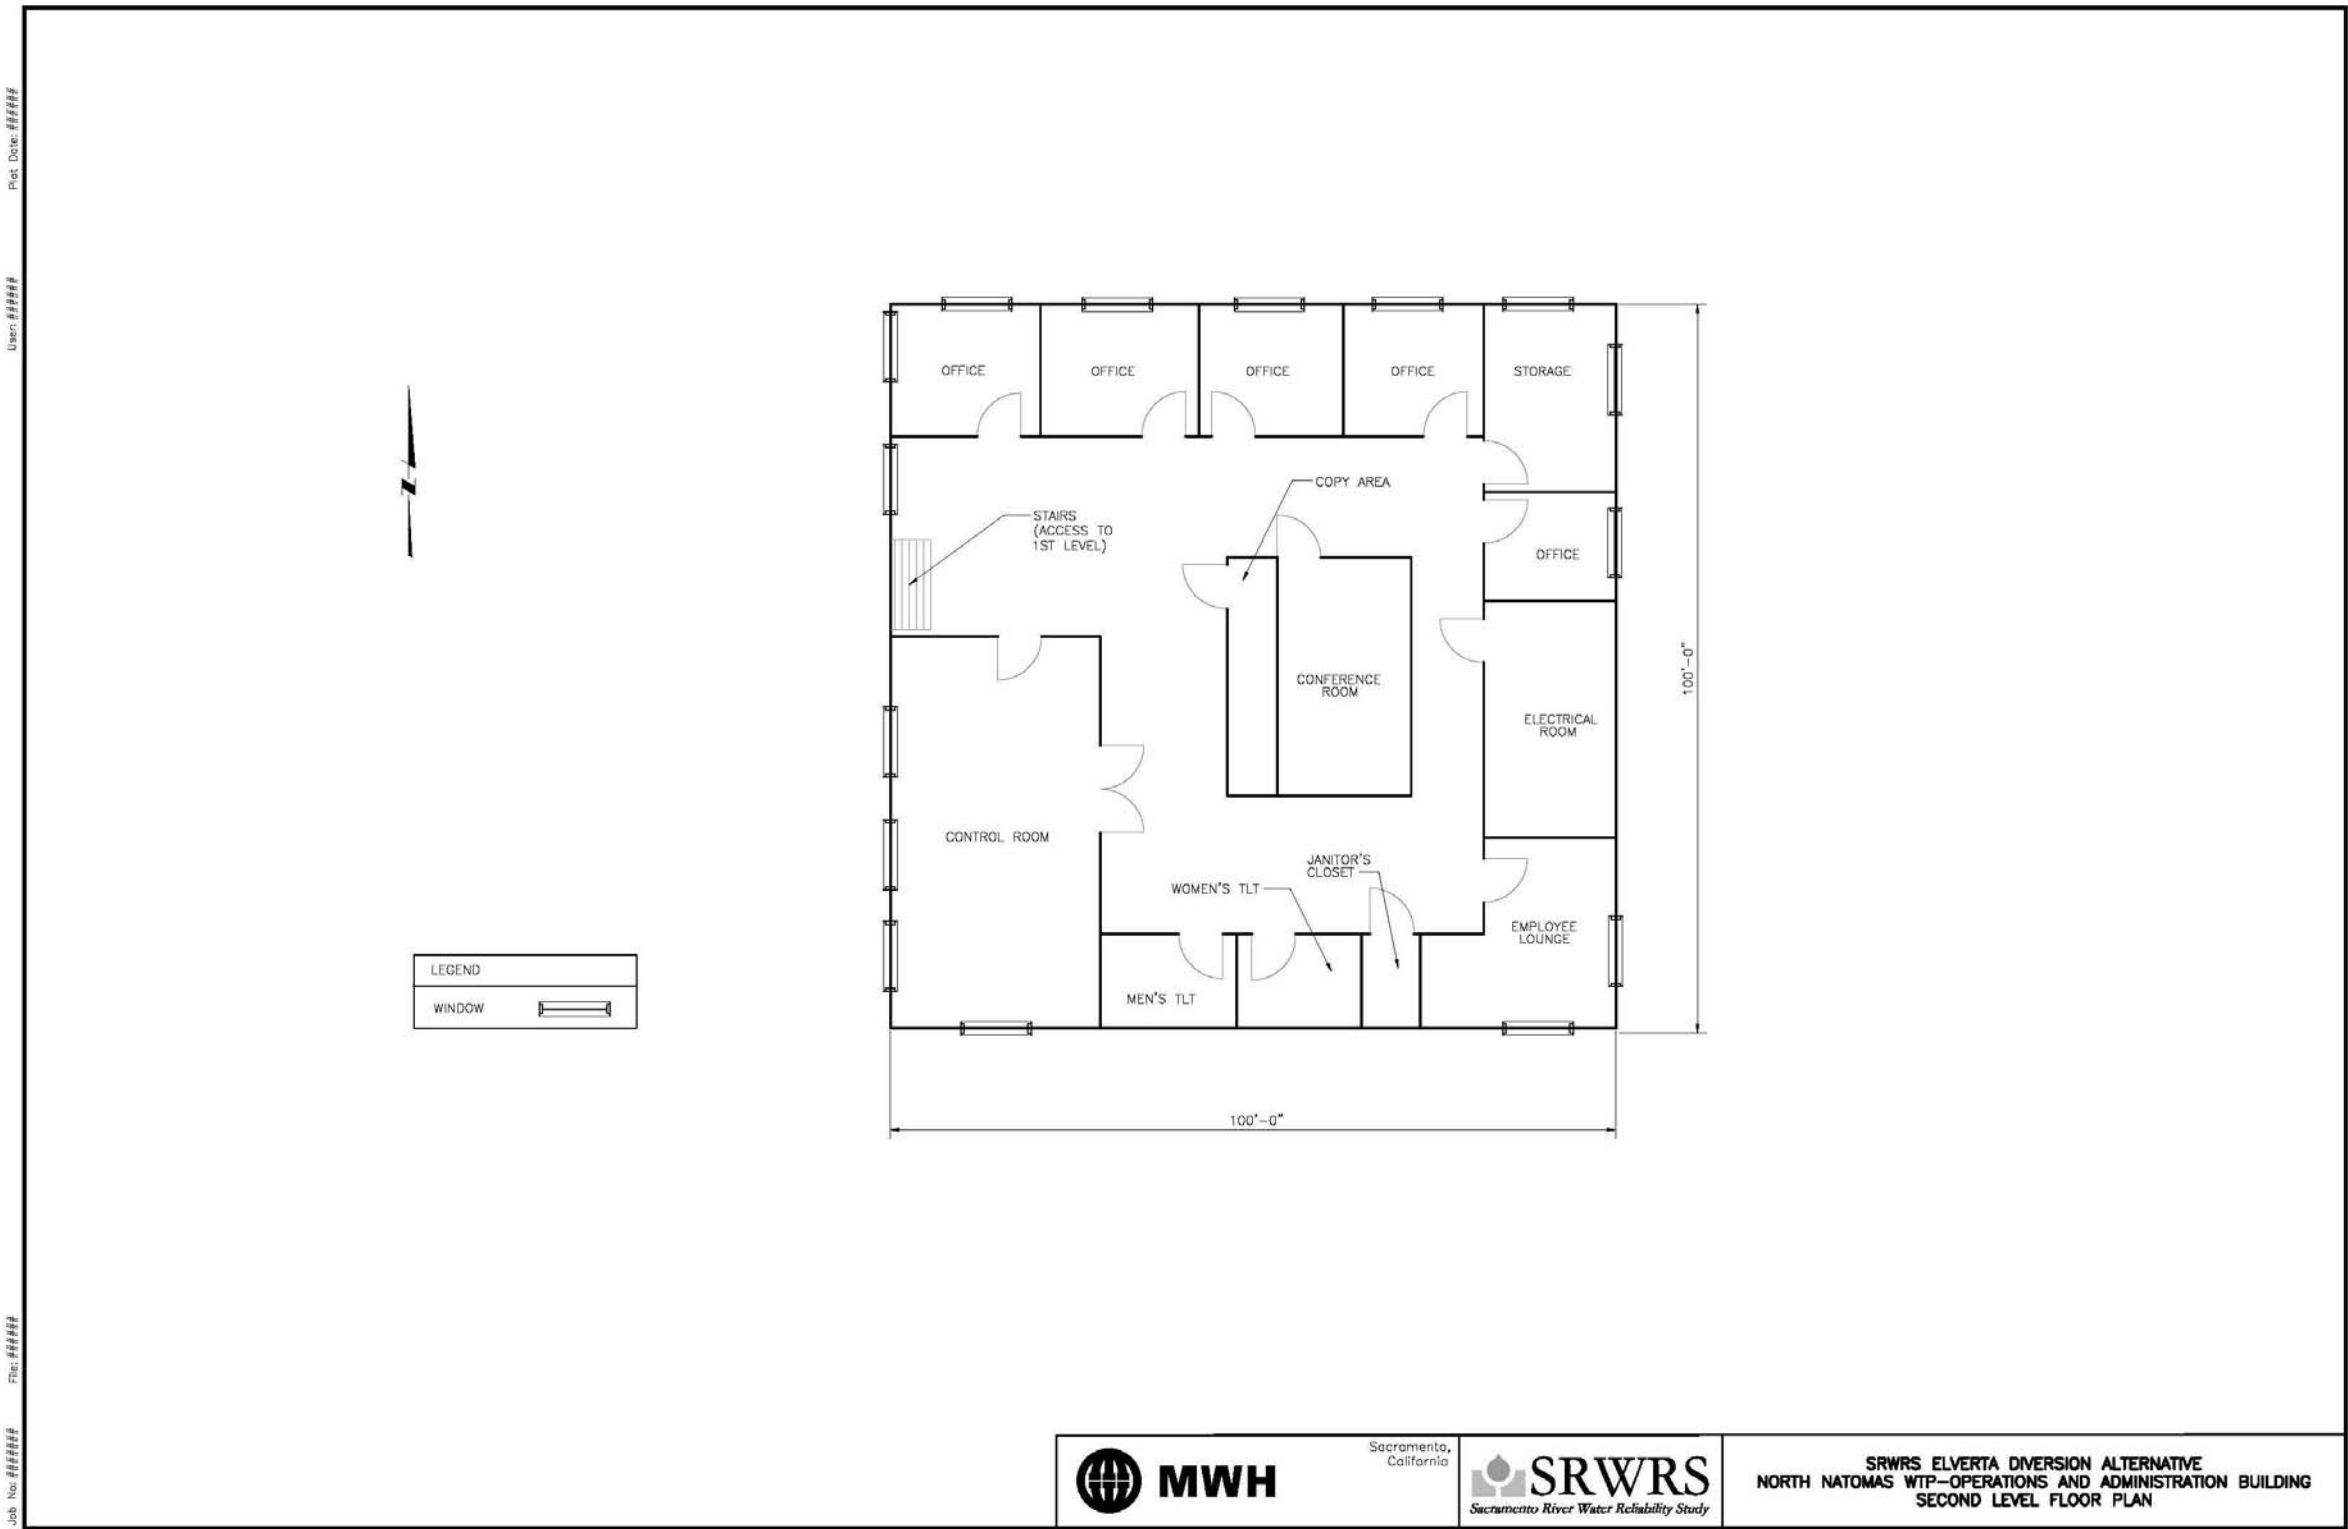 Plot Date: ######
User: ######
File: ######
Job No: #######
OFFICE
OFFICE
OFFICE
OFFICE
STORAGE
COPY AREA
STAIRS
(ACCESS TO
1ST LEVEL)
OFFICE
N
CONFERENCE
ROOM
ELECTRICAL
ROOM
100'-0"
CONTROL ROOM
JANITOR'S
CLOSET
WOMEN'S TLT
EMPLOYEE
LOUNGE
MEN'S TLT
LEGEND
WINDOW
100'-0"
MWH
Sacramento,
California
SRWRS
Sacramento River Water Reliability Study
SRWRS ELVERTA DIVERSION ALTERNATIVE
NORTH NATOMAS WTP-OPERATIONS AND ADMINISTRATION BUILDING
SECOND LEVEL FLOOR PLAN